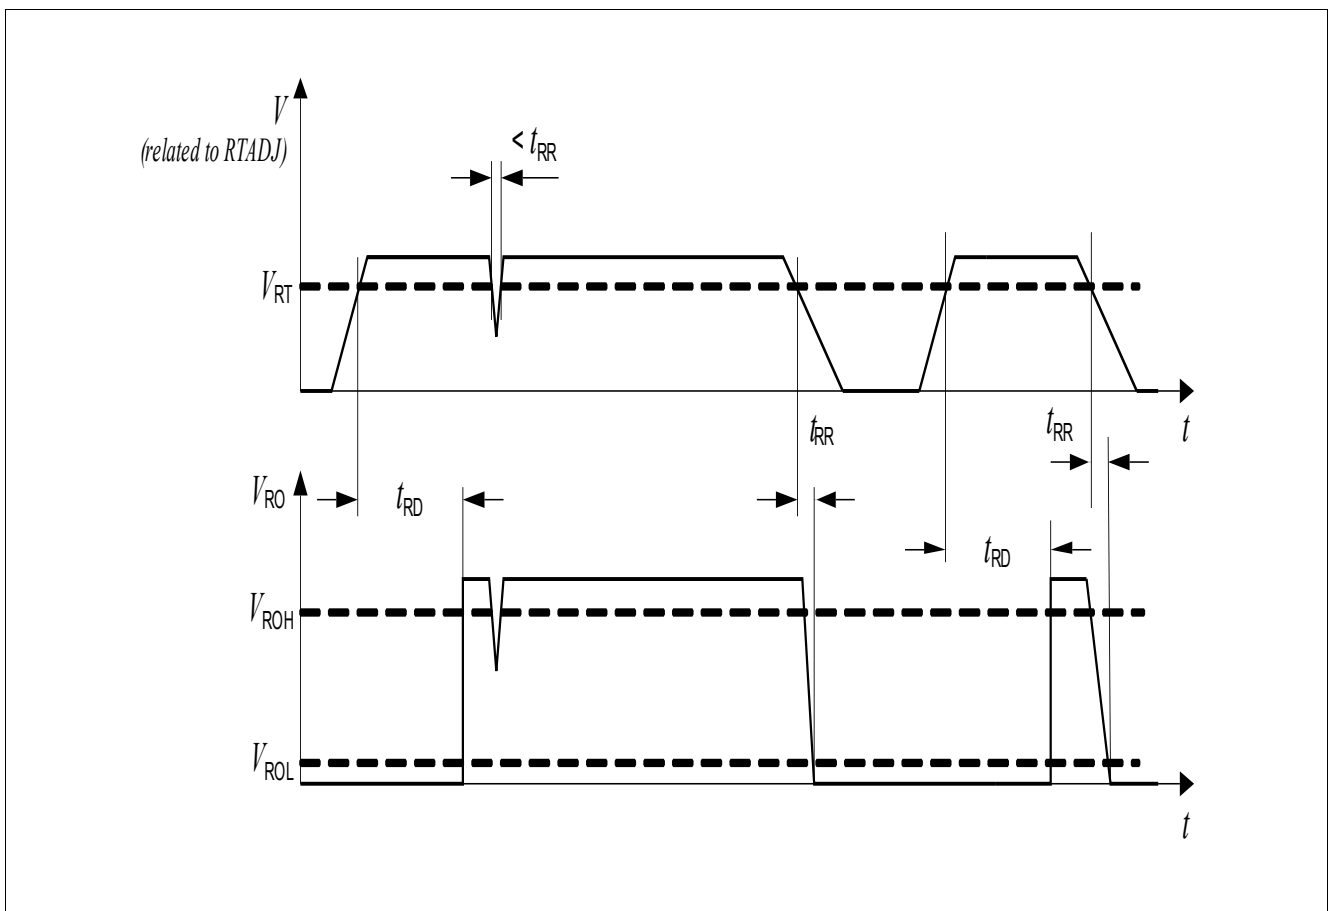 V
(related to RTADJ)
< tRR
VRT
tRR
tRR
t
VRO
tRD
tRD
VROH
VROL
t